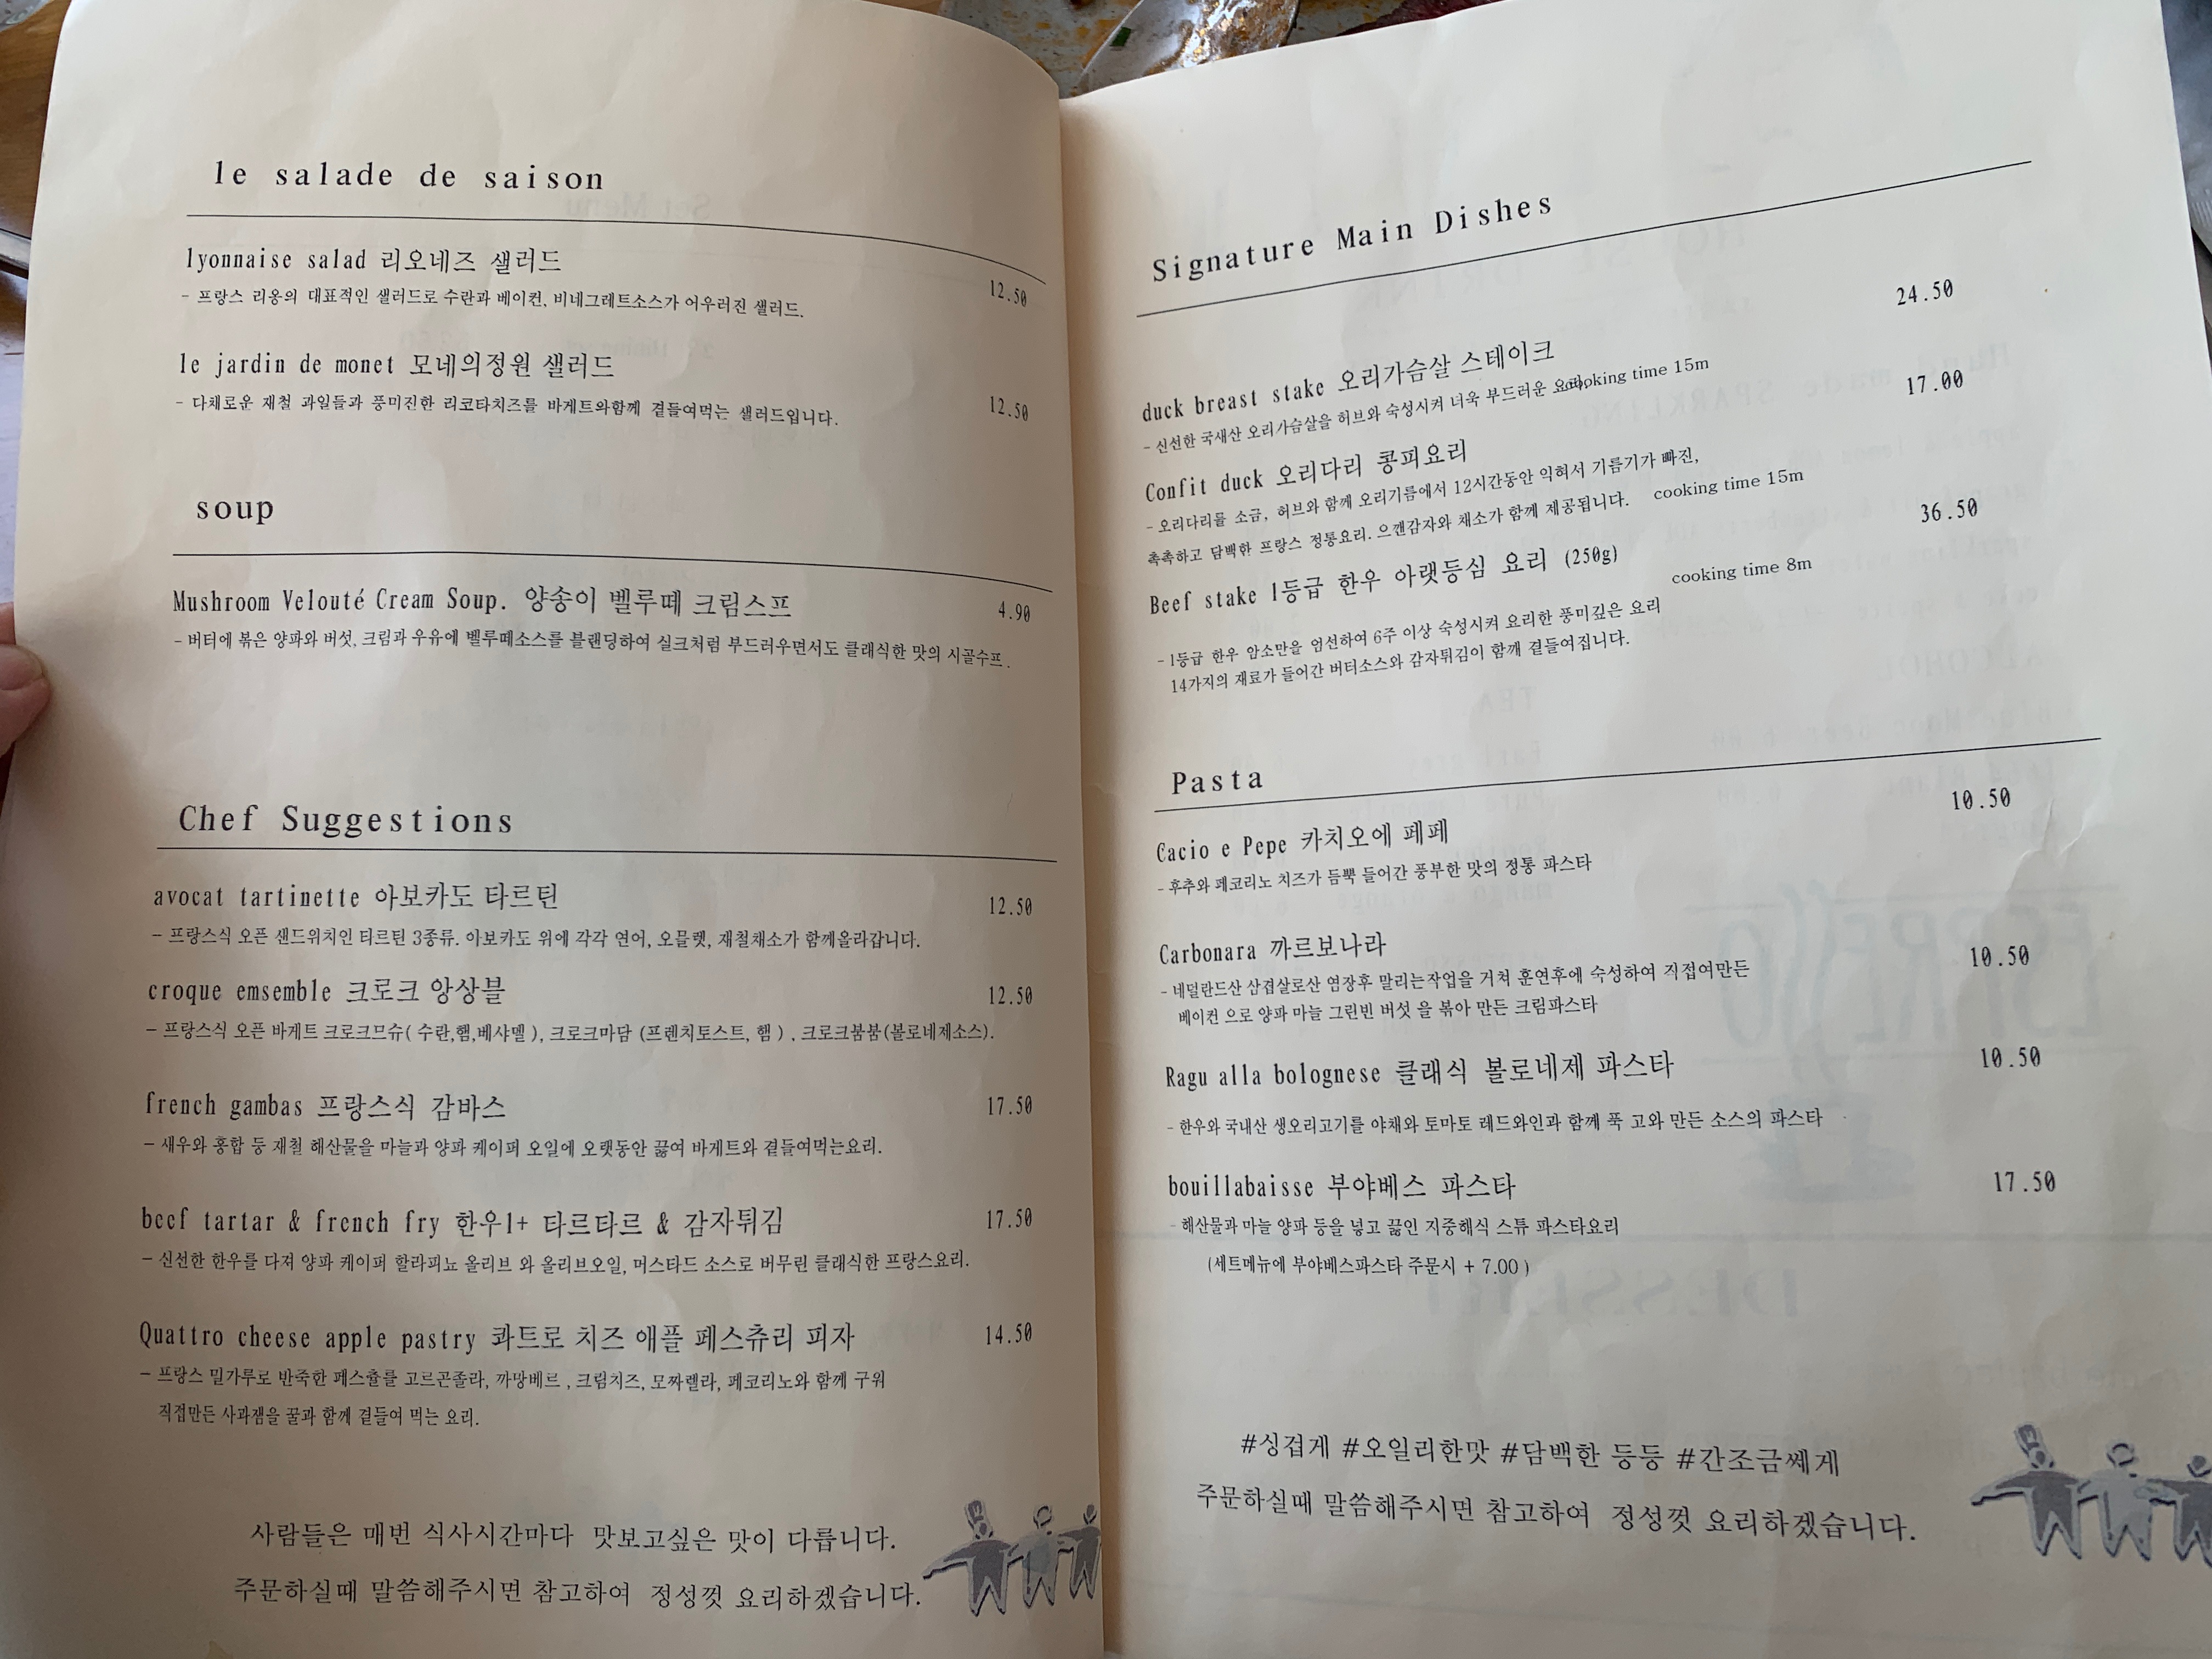 le salade de saison
lyonnaise salad 리오네즈 샐러드
12.50
- 프랑스 리옹의 대표적인 샐러드로 수란과 베이컨, 비네그레트소스가 어우러진 샐러드.
le jardin de monet 모네의정원 샐러드
12.50
- 다채로운 재철 과일들과 풍미진한 리코타치즈를 바게트와함께 곁들여먹는 샐러드입니다.
soup
Mushroom Velouté Cream Soup. 양송이 벨루떼 크림스프
4.90
- 버터에 볶은 양파와 버섯, 크림과 우유에 벨루떼소스를 블랜딩하여 실크처럼 부드러우면서도 클래식한 맛의 시골수프.
Chef Suggestions
avocat tartinette 아보카도 타르틴
12.50
- 프랑스식 오픈 샌드위치인 타르틴 3종류. 아보카도 위에 각각 연어, 오믈렛, 재철채소가 함께올라갑니다.
croque emsemble 크로크 앙상블
12.50
- 프랑스식 오픈 바게트 크로크므슈( 수란,햄,베샤멜 ), 크로크마담 (프렌치토스트, 햄 ) , 크로크붐붐(볼로네제소스).
french gambas 프랑스식 감바스
17.50
- 새우와 홍합 등 재철 해산물을 마늘과 양파 케이퍼 오일에 오랫동안 끓여 바게트와 곁들여먹는요리.
beef tartar & french fry 한우1+ 타르타르 & 감자튀김
17.50
- 신선한 한우를 다져 양파 케이퍼 할라피뇨 올리브 와 올리브오일, 머스타드 소스로 버무린 클래식한 프랑스요리.
Quattro cheese apple pastry 콰트로 치즈 애플 페스츄리 피자
14.50
- 프랑스 밀가루로 반죽한 페스츌를 고르곤졸라, 까망베르 , 크림치즈, 모짜렐라, 페코리노와 함께 구워
직접만든 사과잼을 꿀과 함께 곁들여 먹는 요리.
사람들은 매번 식사시간마다 맛보고싶은 맛이 다릅니다.
주문하실때 말씀해주시면 참고하여 정성껏 요리하겠습니다.
Signature Main Dishes
24.50
duck breast stake 오리가슴살 스테이크
- 신선한 국새산 오리가슴살을 허브와 숙성시켜 너욱 부드러운 요리. cooking time 15m
17.00
Confit duck 오리다리 콩피요리
- 오리다리를 소금, 허브와 함께 오리기름에서 12시간동안 익혀서 기름기가 빠진,
촉촉하고 담백한 프랑스 정통요리. 으깬감자와 채소가 함께 제공됩니다. cooking time 15m
36.50
Beef stake 1등급 한우 아랫등심 요리 (250g)
cooking time 8m
- 1등급 한우 암소만을 엄선하여 6주 이상 숙성시켜 요리한 풍미깊은 요리
14가지의 재료가 들어간 버터소스와 감자튀김이 함깨 곁들여집니다.
Pasta
10.50
Cacio e Pepe 카치오에 페페
- 후추와 페코리노 치즈가 듬뿍 들어간 풍부한 맛의 정통 파스타
Carbonara 까르보나라
10.50
- 네덜란드산 삼겹살로산 염장후 말리는작업을 거쳐 훈연후에 숙성하여 직접여만든
베이컨 으로 양파 마늘 그린빈 버섯 을 볶아 만든 크림파스타
Ragu alla bolognese 클래식 볼로네제 파스타
10.50
- 한우와 국내산 생오리고기를 야채와 토마토 레드와인과 함께 푹 고와 만든 소스의 파스타
bouillabaisse 부야베스 파스타
17.50
- 해산물과 마늘 양파 등을 넣고 끓인 지중해식 스튜 파스타요리
(세트메뉴에 부야베스파스타 주문시 + 7.00 )
#싱겁게 #오일리한맛 #담백한 등등 #간조금쎄게
주문하실때 말씀해주시면 참고하여 정성껏 요리하겠습니다.